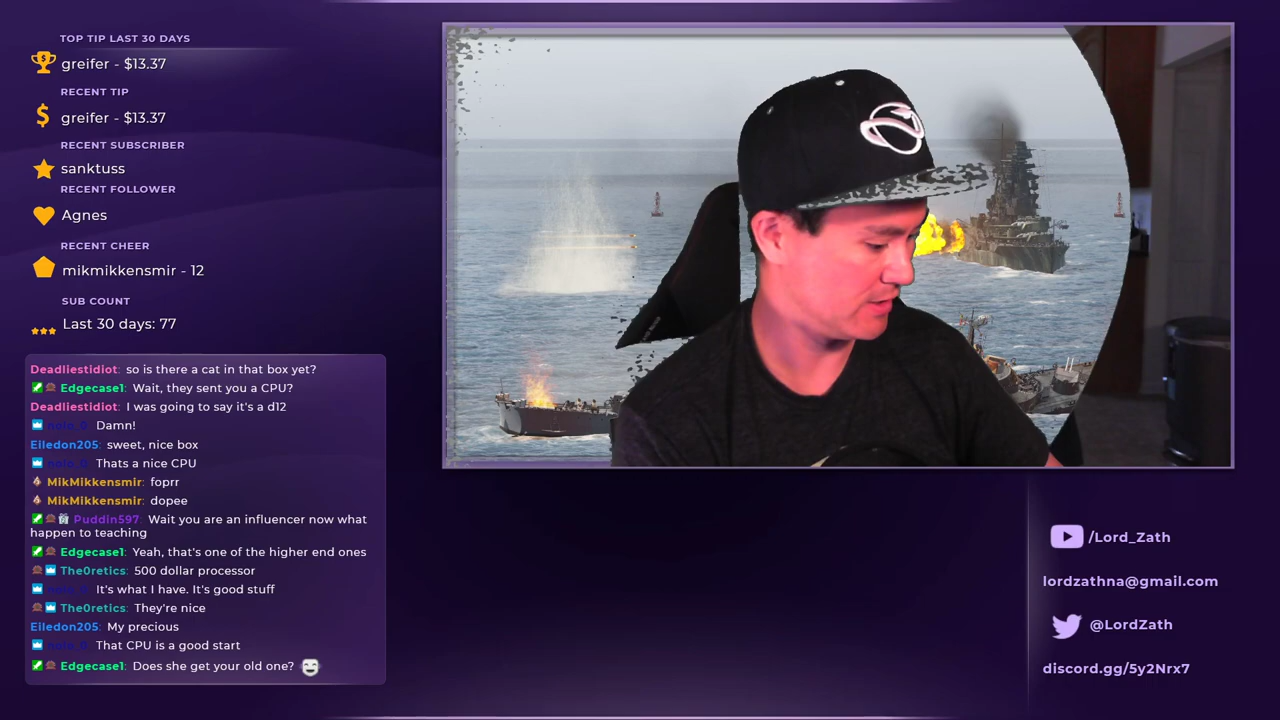 TOP TIP LAST 30 DAYS
greifer - $13.37
RECENT TIP
greifer - $13.37
RECENT SUBSCRIBER
sanktuss
RECENT FOLLOWER
Agnes
RECENT CHEER
mikmikkensmir - 12
SUB COUNT
Last 30 days: 77
Deadliestidiot: so is there a cat in that box yet?
Edgecase1: Wait, they sent you a CPU?
Deadliestidiot: I was going to say it's a d12
Damn!
Eiledon205: sweet, nice box
Thats a nice CPU
MikMikkensmir: foprr
MikMikkensmir: dopee
Puddin597: Wait you are an influencer now what
happen to teaching
Edgecase1: Yeah, that's one of the higher end ones
The0retics: 500 dollar processor
It's what I have. It's good stuff
The0retics: They're nice
Eiledon205: My precious
That CPU is a good start
Edgecase1: Does she get your old one?
/Lord_Zath
lordzathna@gmail.com
@LordZath
discord.gg/5y2Nrx7